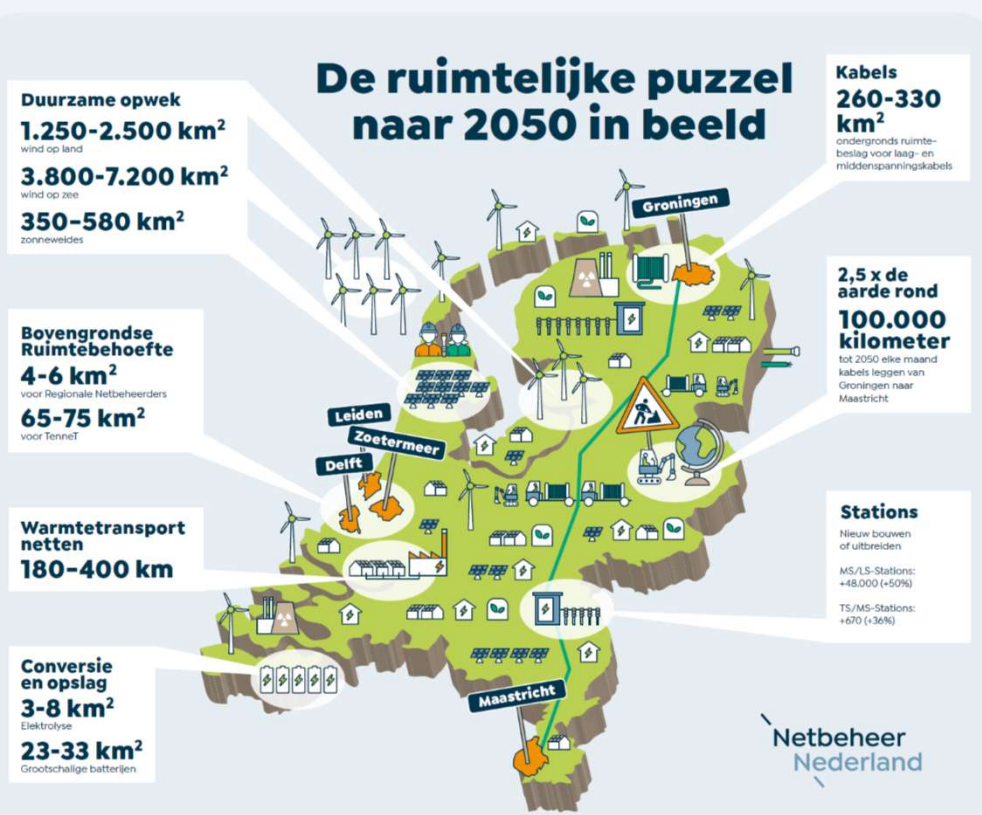 De ruimtelijke puzzel
naar 2050 in beeld
Duurzame opwek
1.250-2.500 km²
wind op land
3.800-7.200 km²
wind op zee
350-580 km²
zonneweides
Bovengrondse
Ruimtebehoefte
4-6 km²
voor Regionale Netbeheerders
65-75 km²
voor TenneT
Warmtetransport
netten
180-400 km
Conversie
en opslag
3-8 km²
Elektrolyse
23-33 km²
Grootschalige batterijen
Groningen
Leiden
Zoetermeer
Delft
Maastricht
Kabels
260-330
km²
ondergronds ruimte-
beslag voor laag- en
middenspanningskabels
2,5 x de
aarde rond
100.000
kilometer
tot 2050 elke maand
kabels leggen van
Groningen naar
Maastricht
Stations
Nieuw bouwen
of uitbreiden
MS/LS-Stations:
+48.000 (+50%)
TS/MS-Stations:
+670 (+36%)
Netbeheer
Nederland